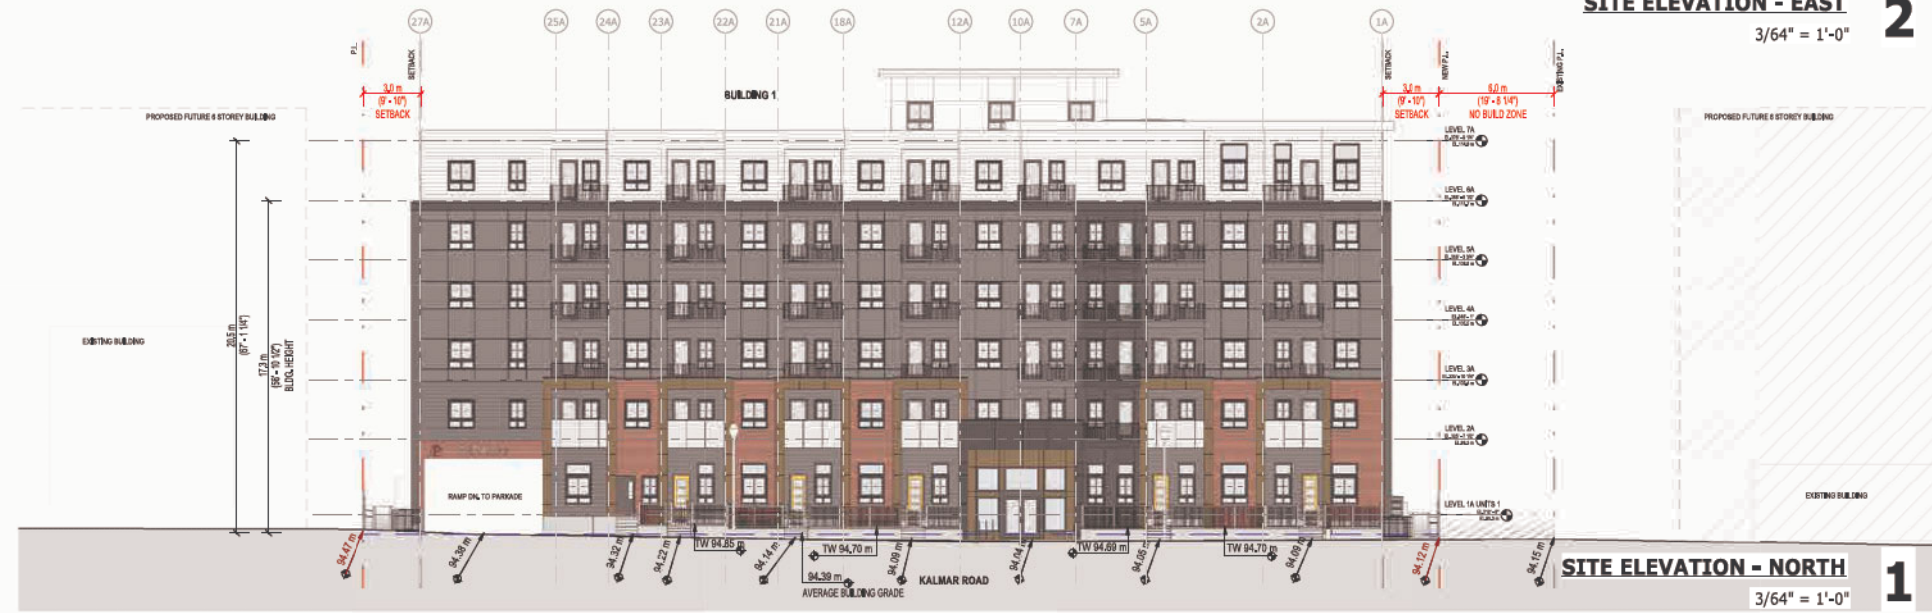 SITE ELEVATION - EAST
2
3/64" = 1'-0"
27A
25A
24A
23A
22A
21A
18A
12A
10A
7A
5A
2A
1A
P.L.
SETBACK
SETBACK
NEW P.L.
EXISTING P.L.
3.0 m
(9' - 10")
SETBACK
BUILDING 1
3.0 m
(9' - 10")
SETBACK
6.0 m
(19' - 8 1/4")
NO BUILD ZONE
PROPOSED FUTURE 6 STOREY BUILDING
PROPOSED FUTURE 6 STOREY BUILDING
LEVEL 7A
LEVEL 6A
LEVEL 5A
LEVEL 4A
LEVEL 3A
LEVEL 2A
LEVEL 1A UNITS 1
20.5 m
(67' - 1 1/4")
17.3 m
(56' - 10 1/2")
BLDG. HEIGHT
EXISTING BUILDING
EXISTING BUILDING
RAMP DN. TO PARKADE
94.47 m
94.38 m
94.32 m
94.22 m
TW 94.65 m
94.14 m
TW 94.70 m
94.09 m
94.04 m
TW 94.69 m
94.05 m
TW 94.70 m
94.09 m
94.12 m
94.15 m
94.39 m
AVERAGE BUILDING GRADE
KALMAR ROAD
SITE ELEVATION - NORTH
1
3/64" = 1'-0"